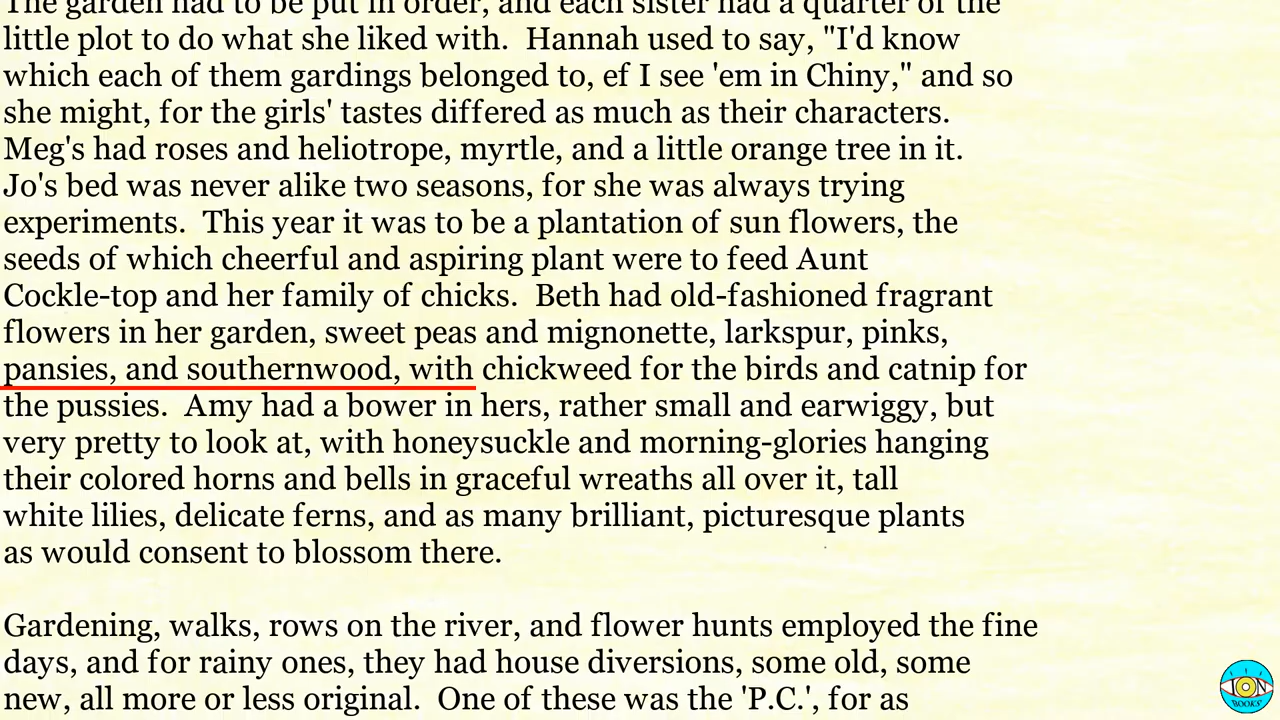 The garden had to be put in order, and each sister had a quarter of the
little plot to do what she liked with.  Hannah used to say, "I'd know
which each of them gardings belonged to, ef I see 'em in Chiny," and so
she might, for the girls' tastes differed as much as their characters.
Meg's had roses and heliotrope, myrtle, and a little orange tree in it.
Jo's bed was never alike two seasons, for she was always trying
experiments.  This year it was to be a plantation of sun flowers, the
seeds of which cheerful and aspiring plant were to feed Aunt
Cockle-top and her family of chicks.  Beth had old-fashioned fragrant
flowers in her garden, sweet peas and mignonette, larkspur, pinks,
pansies, and southernwood, with chickweed for the birds and catnip for
the pussies.  Amy had a bower in hers, rather small and earwiggy, but
very pretty to look at, with honeysuckle and morning-glories hanging
their colored horns and bells in graceful wreaths all over it, tall
white lilies, delicate ferns, and as many brilliant, picturesque plants
as would consent to blossom there.
Gardening, walks, rows on the river, and flower hunts employed the fine
days, and for rainy ones, they had house diversions, some old, some
new, all more or less original.  One of these was the 'P.C.', for as
ION
BOOKS